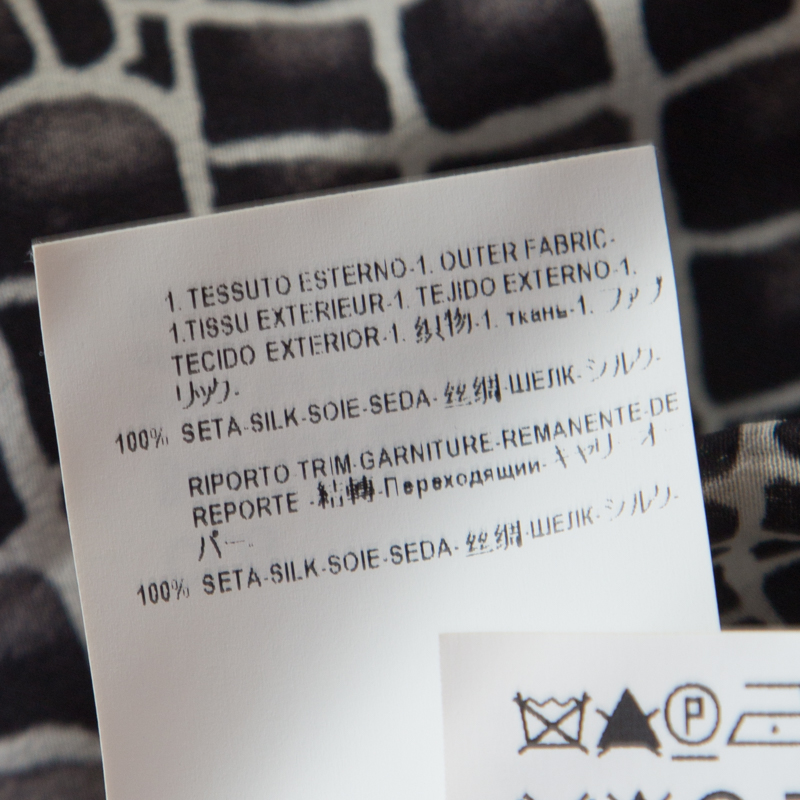 1. TESSUTO ESTERNO-1. OUTER FABRIC-
1.TISSU EXTERIEUR-1. TEJIDO EXTERNO-1.
TECIDO EXTERIOR-1. 织物-1. ткань-1. ファブ
リック-
100% SETA-SILK-SOIE-SEDA- 丝绸-ШЕЛК-シルク-
RIPORTO TRIM-GARNITURE-REMANENTE-DE
REPORTE -結轉-Переходящии- キャリーオー
バー-
100% SETA-SILK-SOIE-SEDA- 丝绸-ШЕЛК-シルク-
P